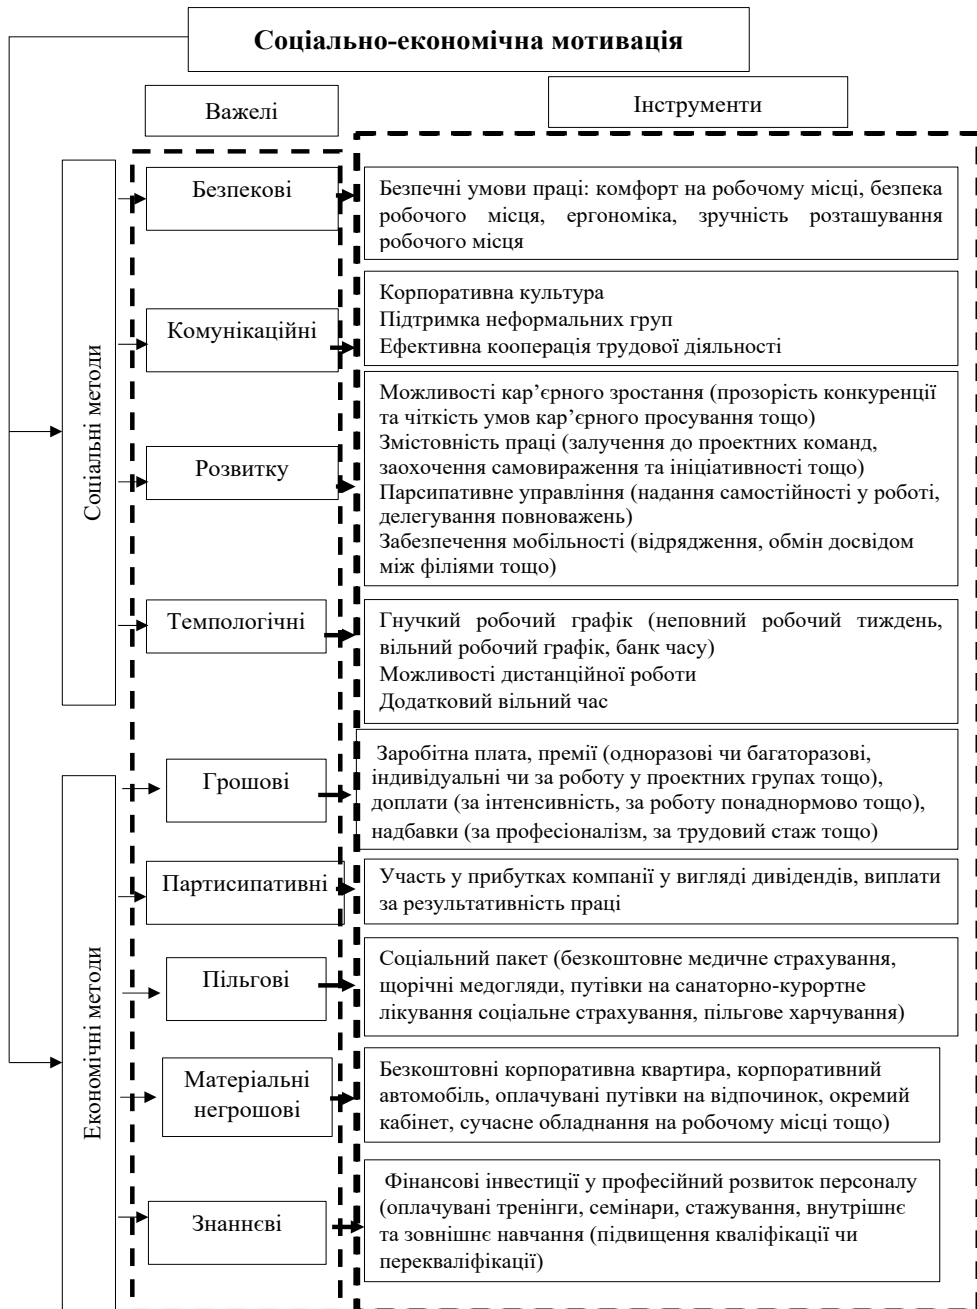 Соціально-економічна мотивація
Важелі
Інструменти
Соціальні методи
Безпекові
Безпечні умови праці: комфорт на робочому місці, безпека
робочого місця, ергономіка, зручність розташування
робочого місця
Комунікаційні
Корпоративна культура
Підтримка неформальних груп
Ефективна кооперація трудової діяльності
Розвитку
Можливості кар’єрного зростання (прозорість конкуренції
та чіткість умов кар’єрного просування тощо)
Змістовність праці (залучення до проектних команд,
заохочення самовираження та ініціативності тощо)
Парсипативне управління (надання самостійності у роботі,
делегування повноважень)
Забезпечення мобільності (відрядження, обмін досвідом
між філіями тощо)
Темпологічні
Гнучкий робочий графік (неповний робочий тиждень,
вільний робочий графік, банк часу)
Можливості дистанційної роботи
Додатковий вільний час
Економічні методи
Грошові
Заробітна плата, премії (одноразові чи багаторазові,
індивідуальні чи за роботу у проектних групах тощо),
доплати (за інтенсивність, за роботу понаднормово тощо),
надбавки (за професіоналізм, за трудовий стаж тощо)
Партисипативні
Участь у прибутках компанії у вигляді дивідендів, виплати
за результативність праці
Пільгові
Соціальний пакет (безкоштовне медичне страхування,
щорічні медогляди, путівки на санаторно-курортне
лікування соціальне страхування, пільгове харчування)
Матеріальні
негрошові
Безкоштовні корпоративна квартира, корпоративний
автомобіль, оплачувані путівки на відпочинок, окремий
кабінет, сучасне обладнання на робочому місці тощо)
Знаннєві
Фінансові інвестиції у професійний розвиток персоналу
(оплачувані тренінги, семінари, стажування, внутрішнє
та зовнішнє навчання (підвищення кваліфікації чи
перекваліфікації)